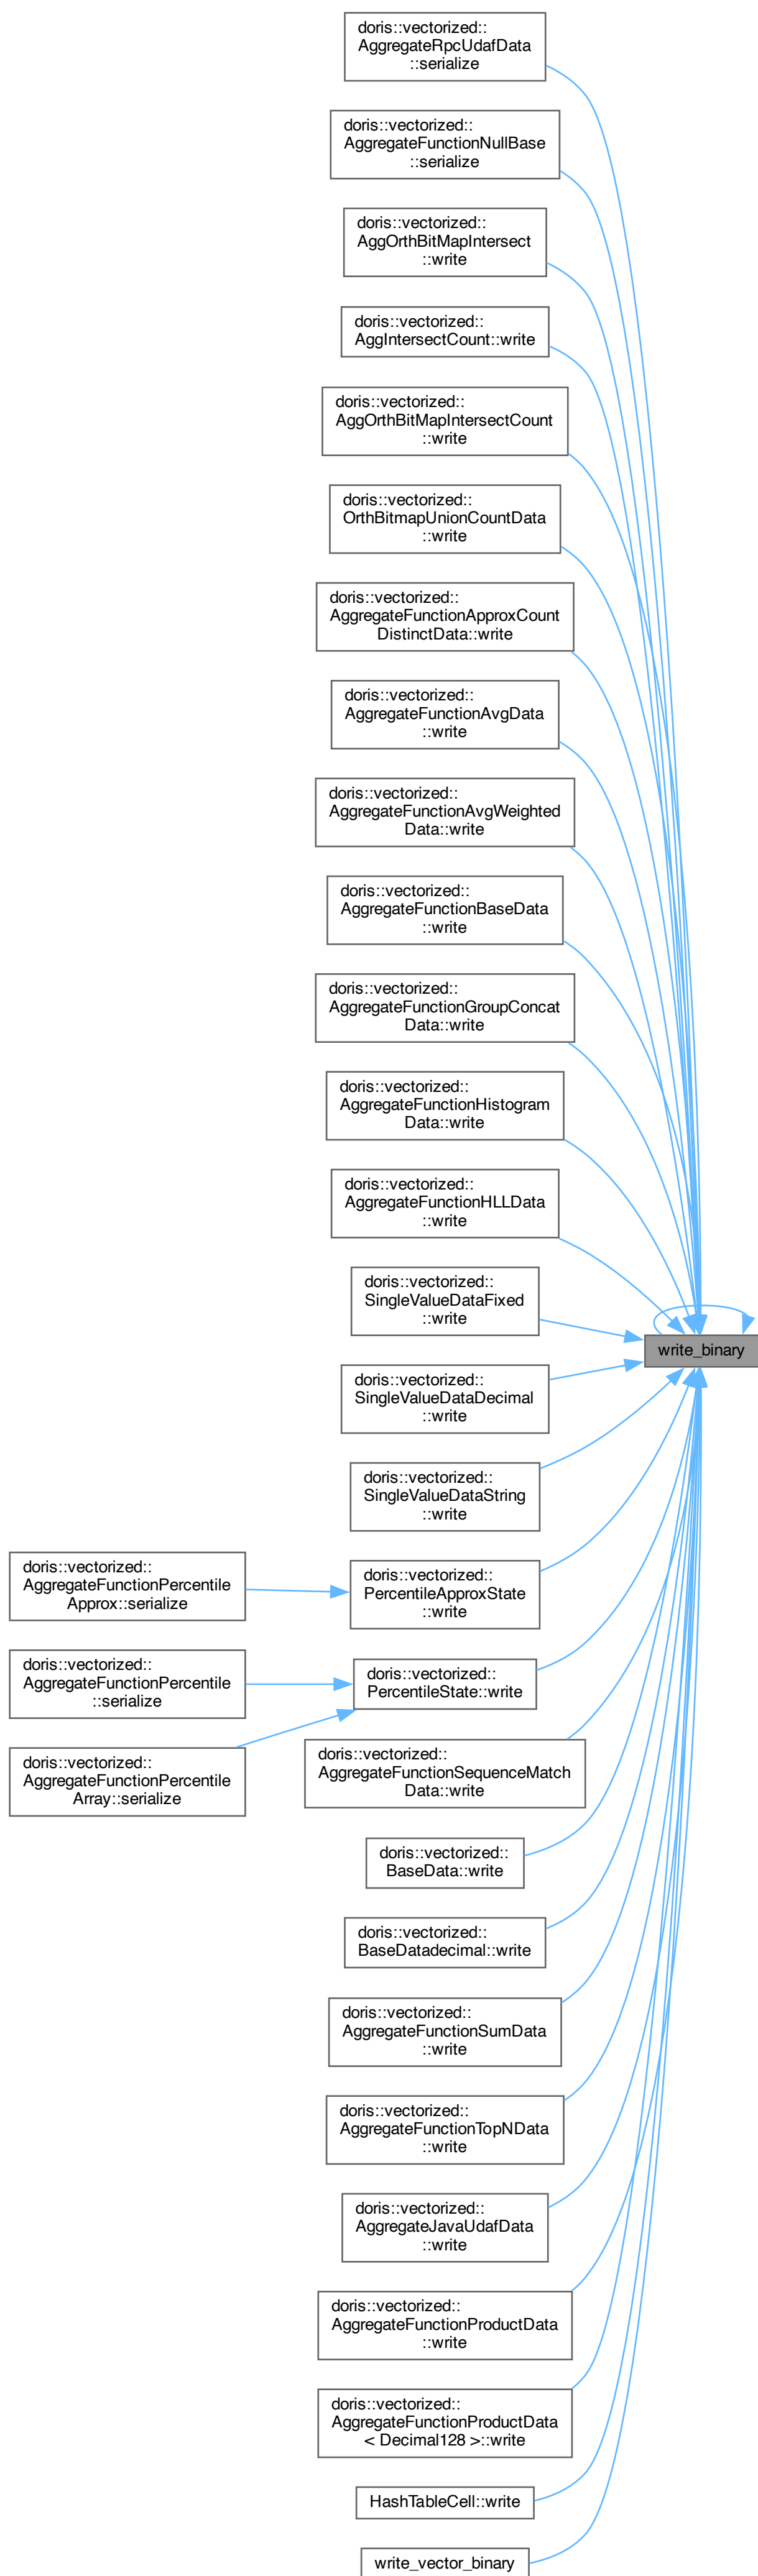 doris::vectorized::
AggregateRpcUdafData
::serialize
doris::vectorized::
AggregateFunctionNullBase
::serialize
doris::vectorized::
AggOrthBitMapIntersect
::write
doris::vectorized::
AggIntersectCount::write
doris::vectorized::
AggOrthBitMapIntersectCount
::write
doris::vectorized::
OrthBitmapUnionCountData
::write
doris::vectorized::
AggregateFunctionApproxCount
DistinctData::write
doris::vectorized::
AggregateFunctionAvgData
::write
doris::vectorized::
AggregateFunctionAvgWeighted
Data::write
doris::vectorized::
AggregateFunctionBaseData
::write
doris::vectorized::
AggregateFunctionGroupConcat
Data::write
doris::vectorized::
AggregateFunctionHistogram
Data::write
doris::vectorized::
AggregateFunctionHLLData
::write
doris::vectorized::
SingleValueDataFixed
::write
write_binary
doris::vectorized::
SingleValueDataDecimal
::write
doris::vectorized::
SingleValueDataString
::write
doris::vectorized::
AggregateFunctionPercentile
Approx::serialize
doris::vectorized::
PercentileApproxState
::write
doris::vectorized::
AggregateFunctionPercentile
::serialize
doris::vectorized::
PercentileState::write
doris::vectorized::
AggregateFunctionPercentile
Array::serialize
doris::vectorized::
AggregateFunctionSequenceMatch
Data::write
doris::vectorized::
BaseData::write
doris::vectorized::
BaseDatadecimal::write
doris::vectorized::
AggregateFunctionSumData
::write
doris::vectorized::
AggregateFunctionTopNData
::write
doris::vectorized::
AggregateJavaUdafData
::write
doris::vectorized::
AggregateFunctionProductData
::write
doris::vectorized::
AggregateFunctionProductData
< Decimal128 >::write
HashTableCell::write
write_vector_binary